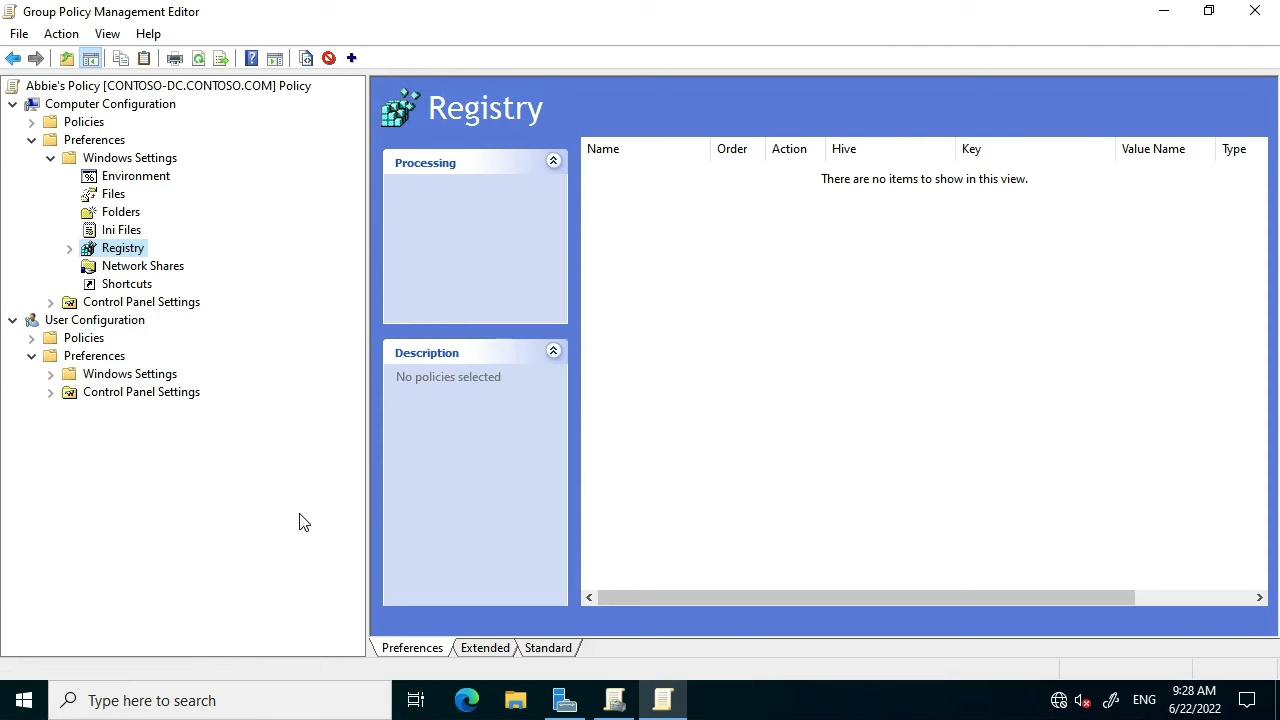 Group Policy Management Editor
File Action View Help
Abbie's Policy [CONTOSO-DC.CONTOSO.COM] Policy
Computer Configuration
Policies
Preferences
Windows Settings
Environment
Files
Folders
Ini Files
Registry
Network Shares
Shortcuts
Control Panel Settings
User Configuration
Policies
Preferences
Windows Settings
Control Panel Settings
Registry
Processing
Description
No policies selected
Name Order Action Hive Key Value Name Type
There are no items to show in this view.
Preferences Extended Standard
Type here to search
ENG
9:28 AM
6/22/2022